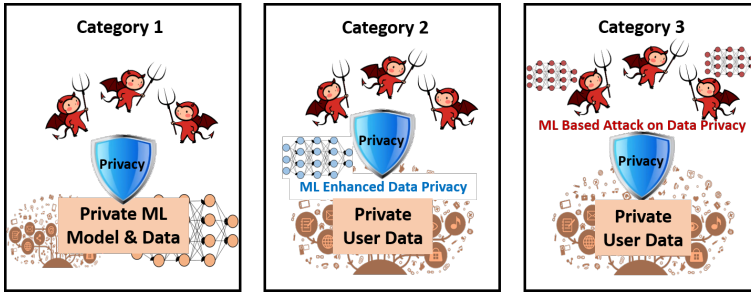 Category 1
Privacy
Private ML
Model & Data
Category 2
Privacy
ML Enhanced Data Privacy
Private
User Data
Category 3
ML Based Attack on Data Privacy
Privacy
Private
User Data